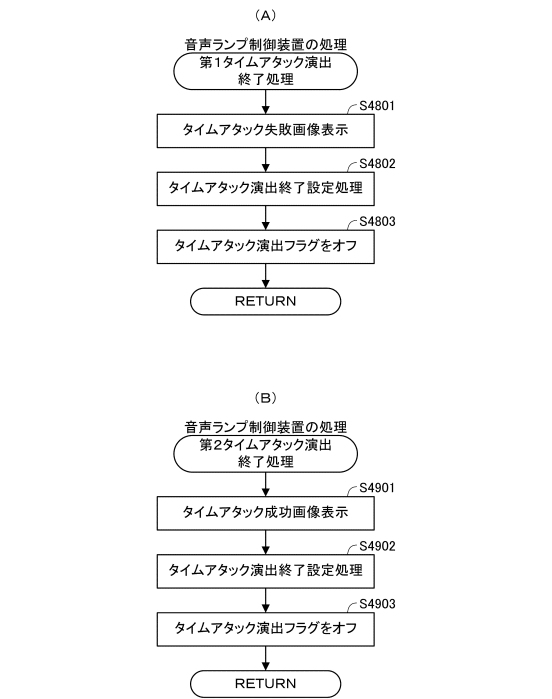 (A)
音声ランプ制御装置の処理
第1タイムアタック演出
終了処理
S4801
タイムアタック失敗画像表示
S4802
タイムアタック演出終了設定処理
S4803
タイムアタック演出フラグをオフ
RETURN
(B)
音声ランプ制御装置の処理
第2タイムアタック演出
終了処理
S4901
タイムアタック成功画像表示
S4902
タイムアタック演出終了設定処理
S4903
タイムアタック演出フラグをオフ
RETURN